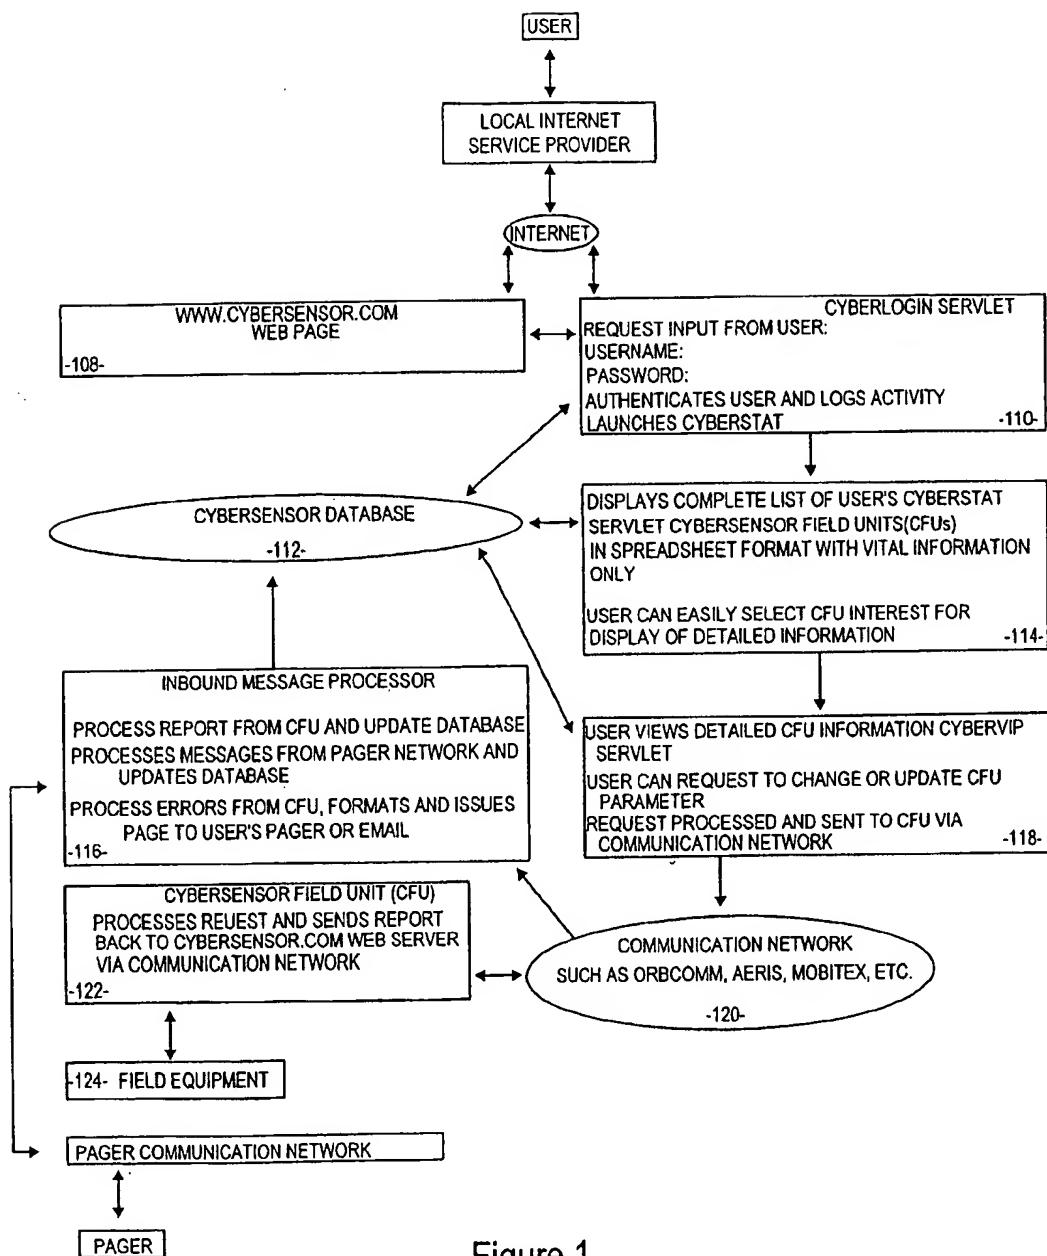 USER
LOCAL INTERNET
SERVICE PROVIDER
INTERNET
WWW.CYBERSENSOR.COM
WEB PAGE
-108-
CYBERLOGIN SERVLET
REQUEST INPUT FROM USER:
USERNAME:
PASSWORD:
AUTHENTICATES USER AND LOGS ACTIVITY
LAUNCHES CYBERSTAT
-110-
CYBERSENSOR DATABASE
-112-
DISPLAYS COMPLETE LIST OF USER'S CYBERSTAT
SERVLET CYBERSENSOR FIELD UNITS(CFUs)
IN SPREADSHEET FORMAT WITH VITAL INFORMATION
ONLY
USER CAN EASILY SELECT CFU INTEREST FOR
DISPLAY OF DETAILED INFORMATION
-114-
INBOUND MESSAGE PROCESSOR
PROCESS REPORT FROM CFU AND UPDATE DATABASE
PROCESSES MESSAGES FROM PAGER NETWORK AND
UPDATES DATABASE
PROCESS ERRORS FROM CFU, FORMATS AND ISSUES
PAGE TO USER'S PAGER OR EMAIL
-116-
USER VIEWS DETAILED CFU INFORMATION CYBERVIP
SERVLET
USER CAN REQUEST TO CHANGE OR UPDATE CFU
PARAMETER
REQUEST PROCESSED AND SENT TO CFU VIA
COMMUNICATION NETWORK
-118-
CYBERSENSOR FIELD UNIT (CFU)
PROCESSES REUEST AND SENDS REPORT
BACK TO CYBERSENSOR.COM WEB SERVER
VIA COMMUNICATION NETWORK
-122-
COMMUNICATION NETWORK
SUCH AS ORBCOMM, AERIS, MOBITEX, ETC.
-120-
-124- FIELD EQUIPMENT
PAGER COMMUNICATION NETWORK
PAGER
Figure 1